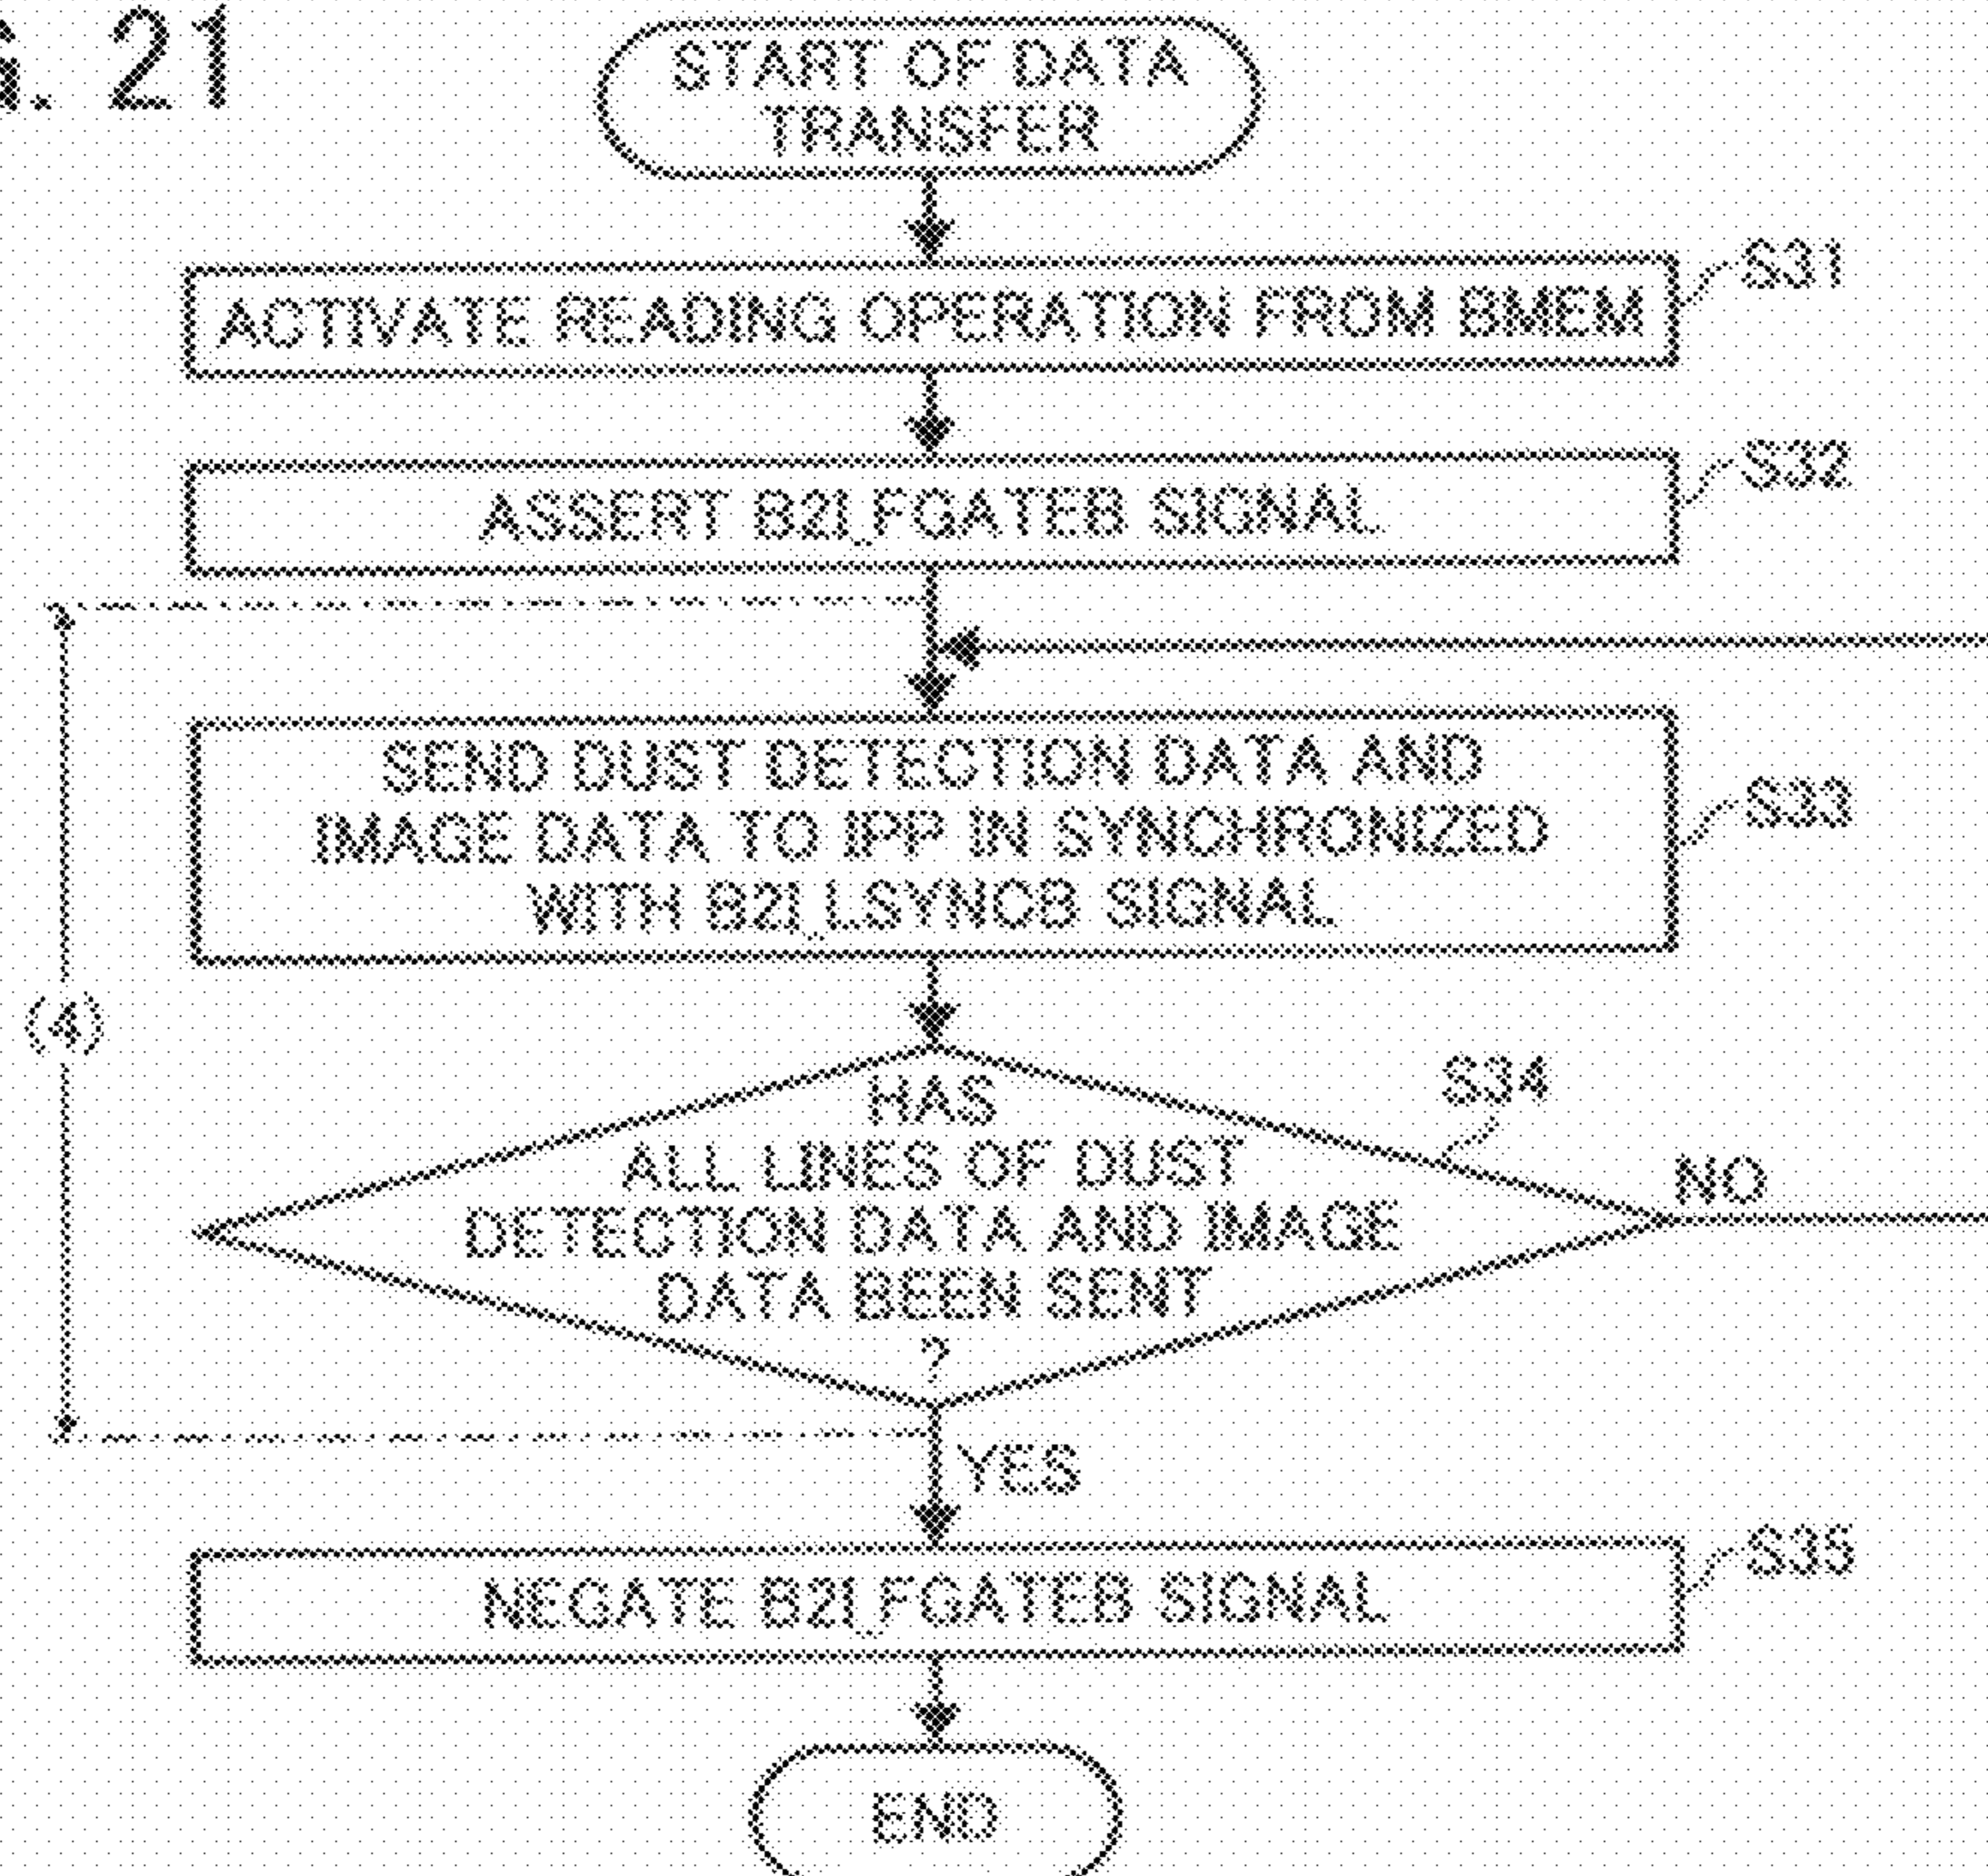 G. 21
START OF DATA
TRANSFER
ACTIVATE READING OPERATION FROM BMEM
S31
ASSERT B2I_FGATEB SIGNAL
S32
SEND DUST DETECTION DATA AND
IMAGE DATA TO IPP IN SYNCHRONIZED
WITH B2I_LSYNCB SIGNAL
S33
(4)
S34
HAS
ALL LINES OF DUST
DETECTION DATA AND IMAGE
DATA BEEN SENT
?
NO
YES
NEGATE B2I_FGATEB SIGNAL
S35
END